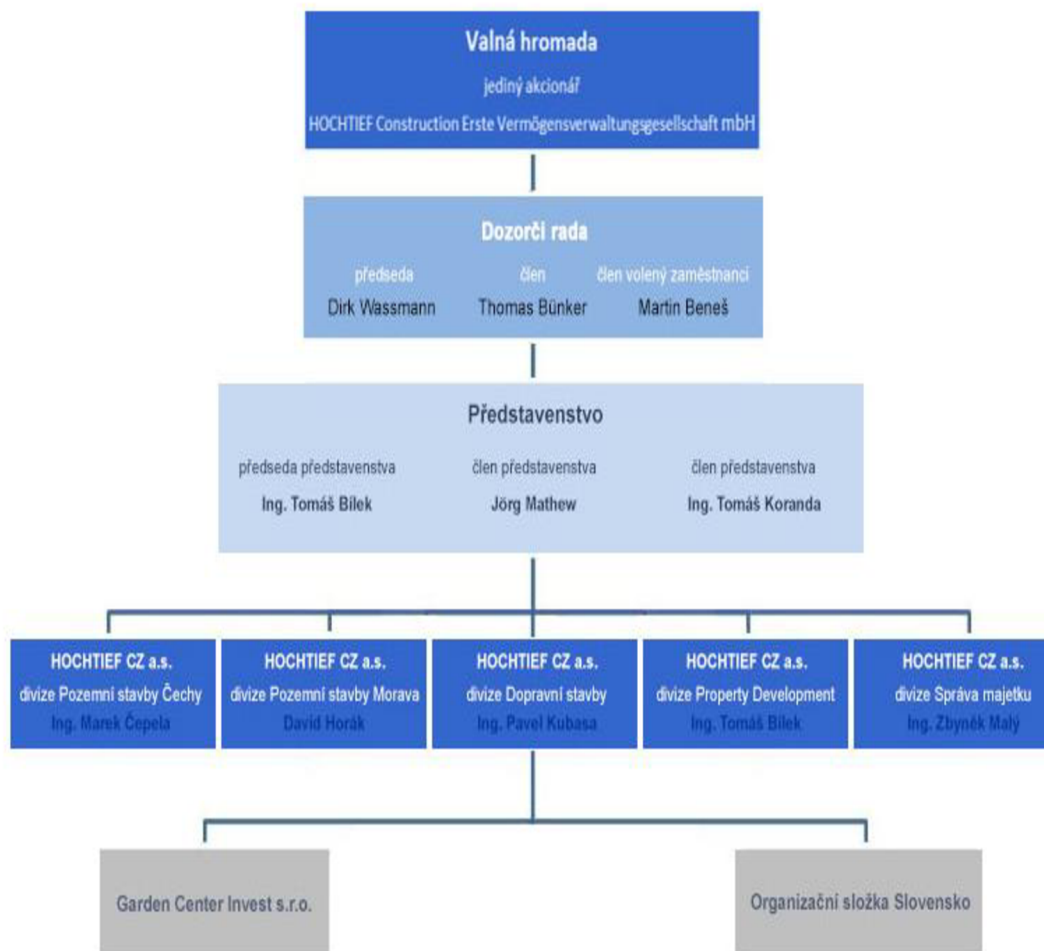 Valná hromada
jediný akcionář
HOCHTIEF Construction Erste Vermögensverwaltungsgesellschaft mbH
Dozorčí rada
předseda člen člen volený zaměstnanci
Dirk Wassmann Thomas Bünker Martin Beneš
Představenstvo
předseda představenstva člen představenstva člen představenstva
Ing. Tomáš Bílek Jörg Mathew Ing. Tomáš Koranda
HOCHTIEF CZ a.s.
divize Pozemní stavby Čechy
Ing. Marek Čepela
HOCHTIEF CZ a.s.
divize Pozemní stavby Morava
David Horák
HOCHTIEF CZ a.s.
divize Dopravní stavby
Ing. Pavel Kubasa
HOCHTIEF CZ a.s.
divize Property Development
Ing. Tomáš Bílek
HOCHTIEF CZ a.s.
divize Správa majetku
Ing. Zbyněk Malý
Garden Center Invest s.r.o.
Organizační složka Slovensko